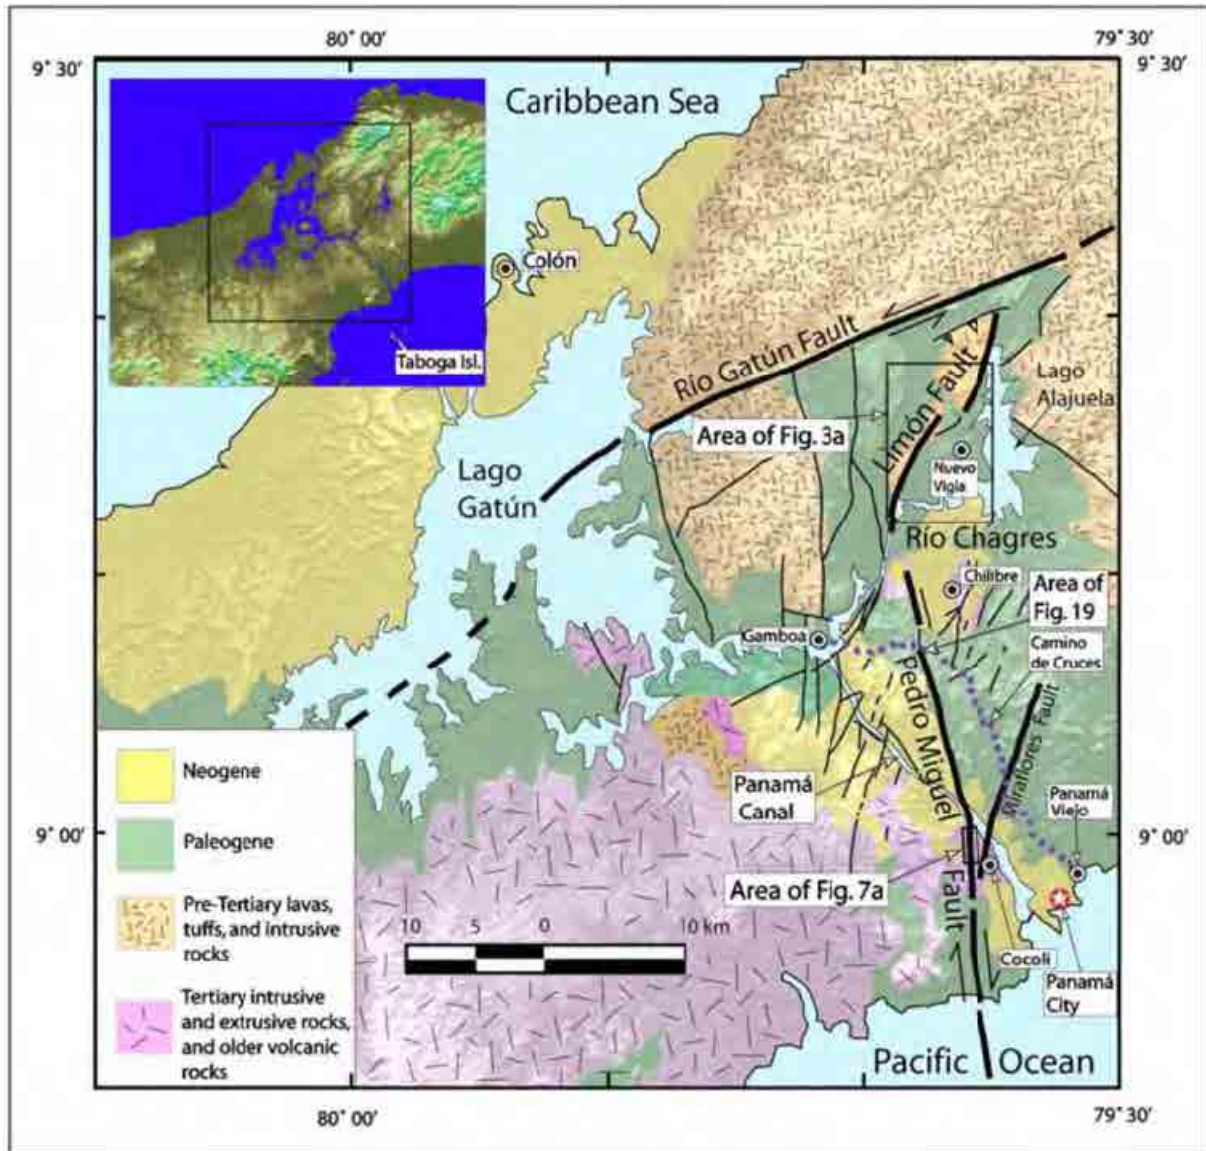 80° 00′
79° 30′
9° 30′
9° 30′
Caribbean Sea
Colón
Taboga Isl.
Río Gatún Fault
Limón Fault
Lago
Alajuela
Area of Fig. 3a
Lago
Gatún
Nuevo
Vigia
Río Chagres
Chilibre
Area of
Fig. 19
Gamboa
Camino
de Cruces
Pedro Miguel
Fault
Miraflores Fault
Panamá
Canal
Panamá
Viejo
9° 00′
9° 00′
Area of Fig. 7a
Neogene
Paleogene
Pre-Tertiary lavas,
tuffs, and intrusive
rocks
Tertiary intrusive
and extrusive rocks,
and older volcanic
rocks
10
0
10 km
Cocoli
Panamá
City
Pacific Ocean
80° 00′
79° 30′